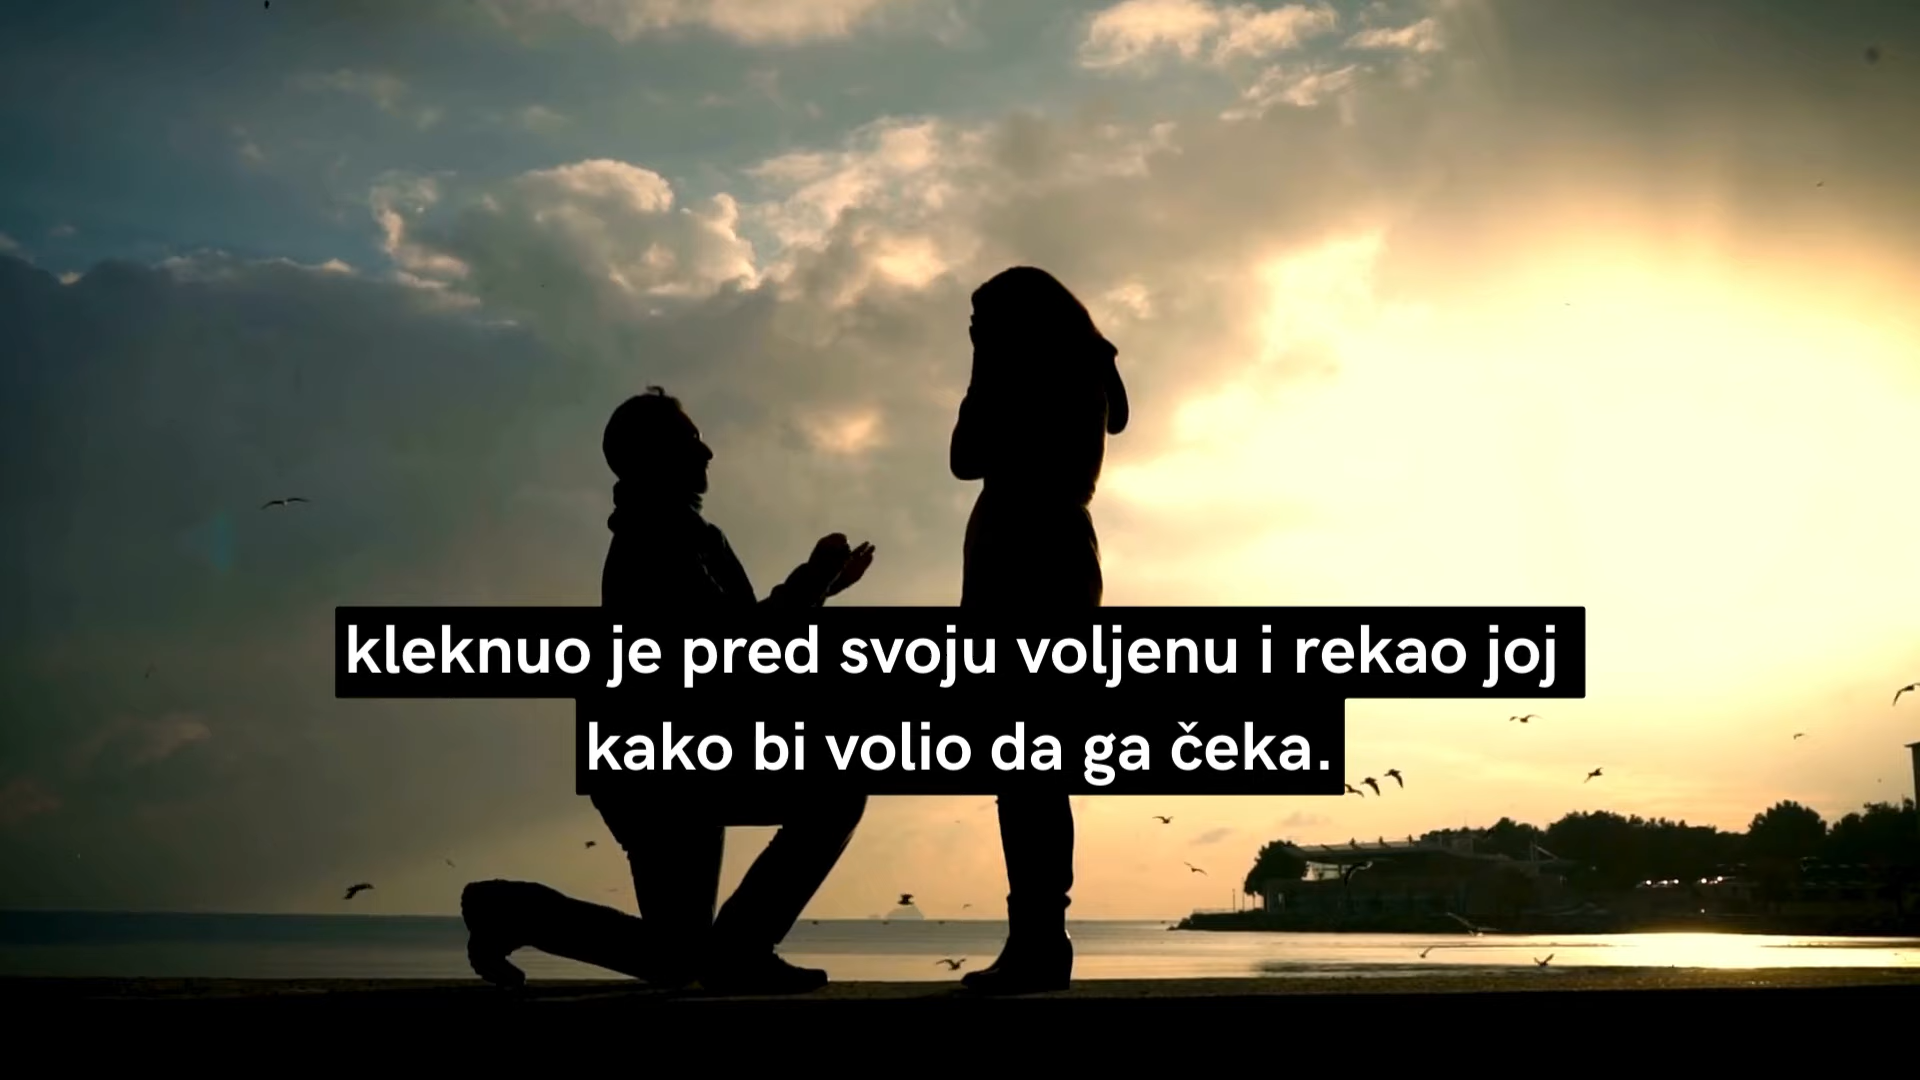 kleknuo je pred svoju voljenu i rekao joj
kako bi volio da ga čeka.